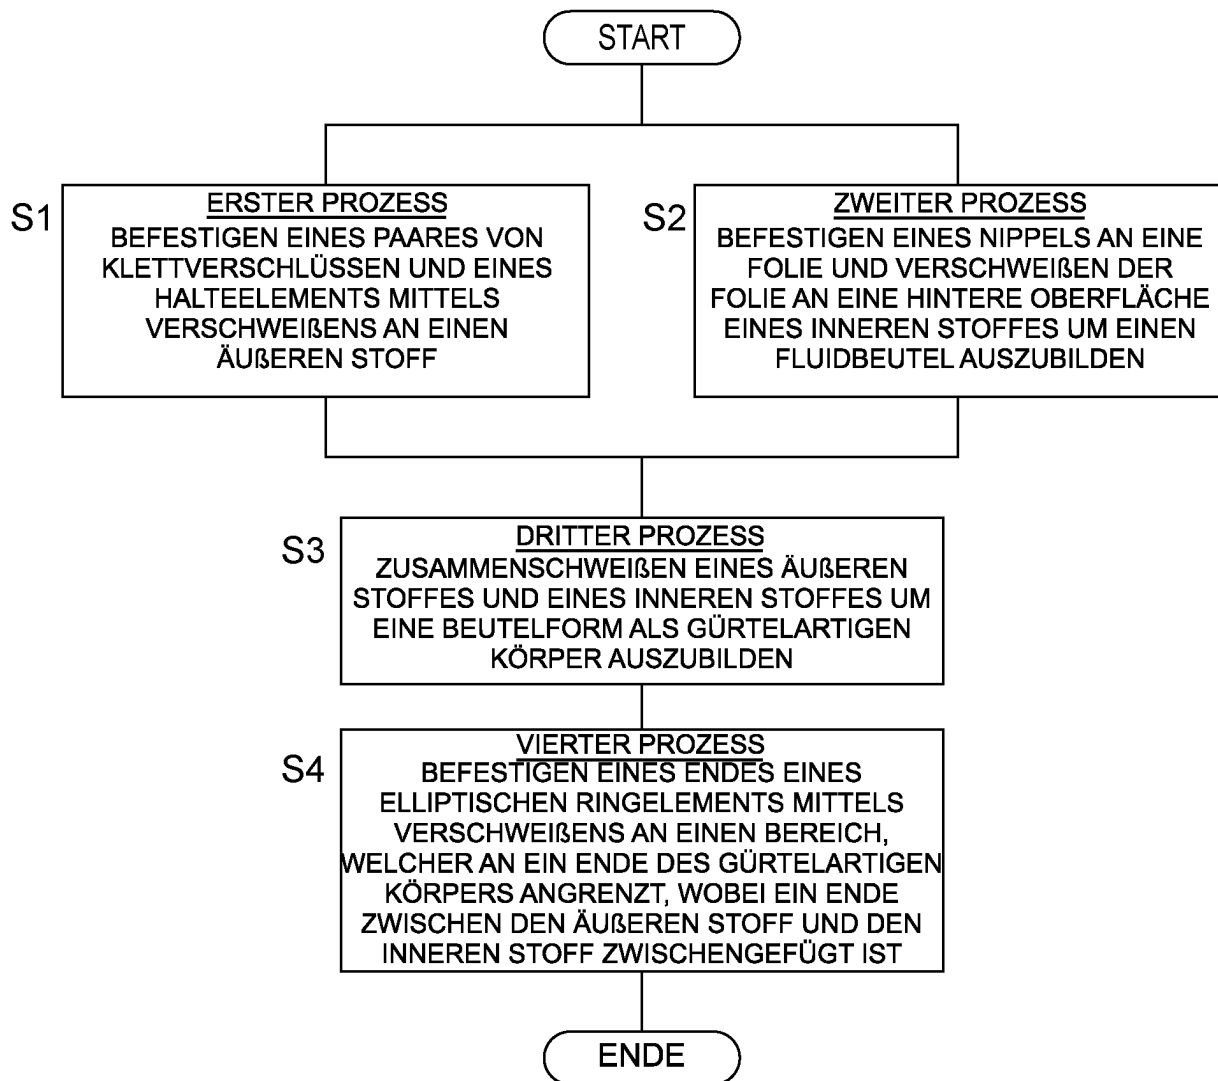 START
S1
ERSTER PROZESS
BEFESTIGEN EINES PAARES VON
KLETTVERSCHLÜSSEN UND EINES
HALTEELEMENTS MITTELS
VERSCHWEIßENS AN EINEN
ÄUßEREN STOFF
S2
ZWEITER PROZESS
BEFESTIGEN EINES NIPPELS AN EINE
FOLIE UND VERSCHWEIßEN DER
FOLIE AN EINE HINTERE OBERFLÄCHE
EINES INNEREN STOFFES UM EINEN
FLUIDBEUTEL AUSZUBILDEN
S3
DRITTER PROZESS
ZUSAMMENSCHWEIßEN EINES ÄUßEREN
STOFFES UND EINES INNEREN STOFFES UM
EINE BEUTELFORM ALS GÜRTELARTIGEN
KÖRPER AUSZUBILDEN
S4
VIERTER PROZESS
BEFESTIGEN EINES ENDES EINES
ELLIPTISCHEN RINGELEMENTS MITTELS
VERSCHWEIßENS AN EINEN BEREICH,
WELCHER AN EIN ENDE DES GÜRTELARTIGEN
KÖRPERS ANGRENZT, WOBEI EIN ENDE
ZWISCHEN DEN ÄUßEREN STOFF UND DEN
INNEREN STOFF ZWISCHENGEFÜGT IST
ENDE